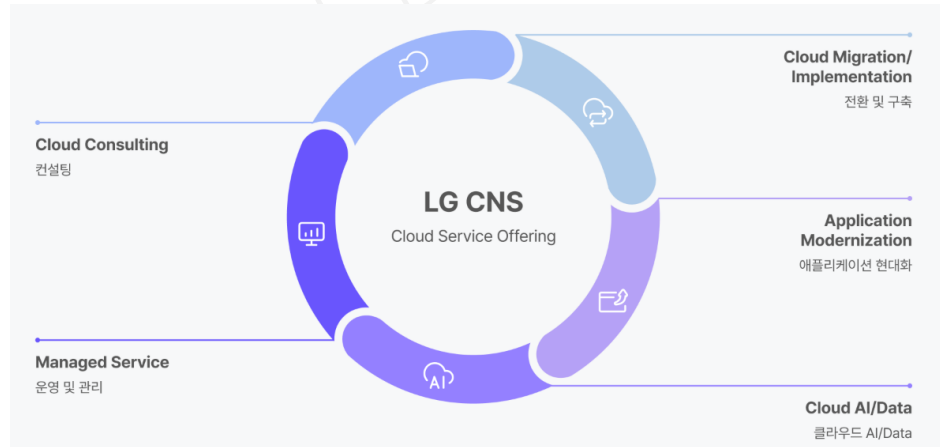 Cloud Migration/
Implementation
전환 및 구축
Cloud Consulting
컨설팅
LG CNS
Cloud Service Offering
Application
Modernization
애플리케이션 현대화
Managed Service
운영 및 관리
AI
Cloud AI/Data
클라우드 AI/Data